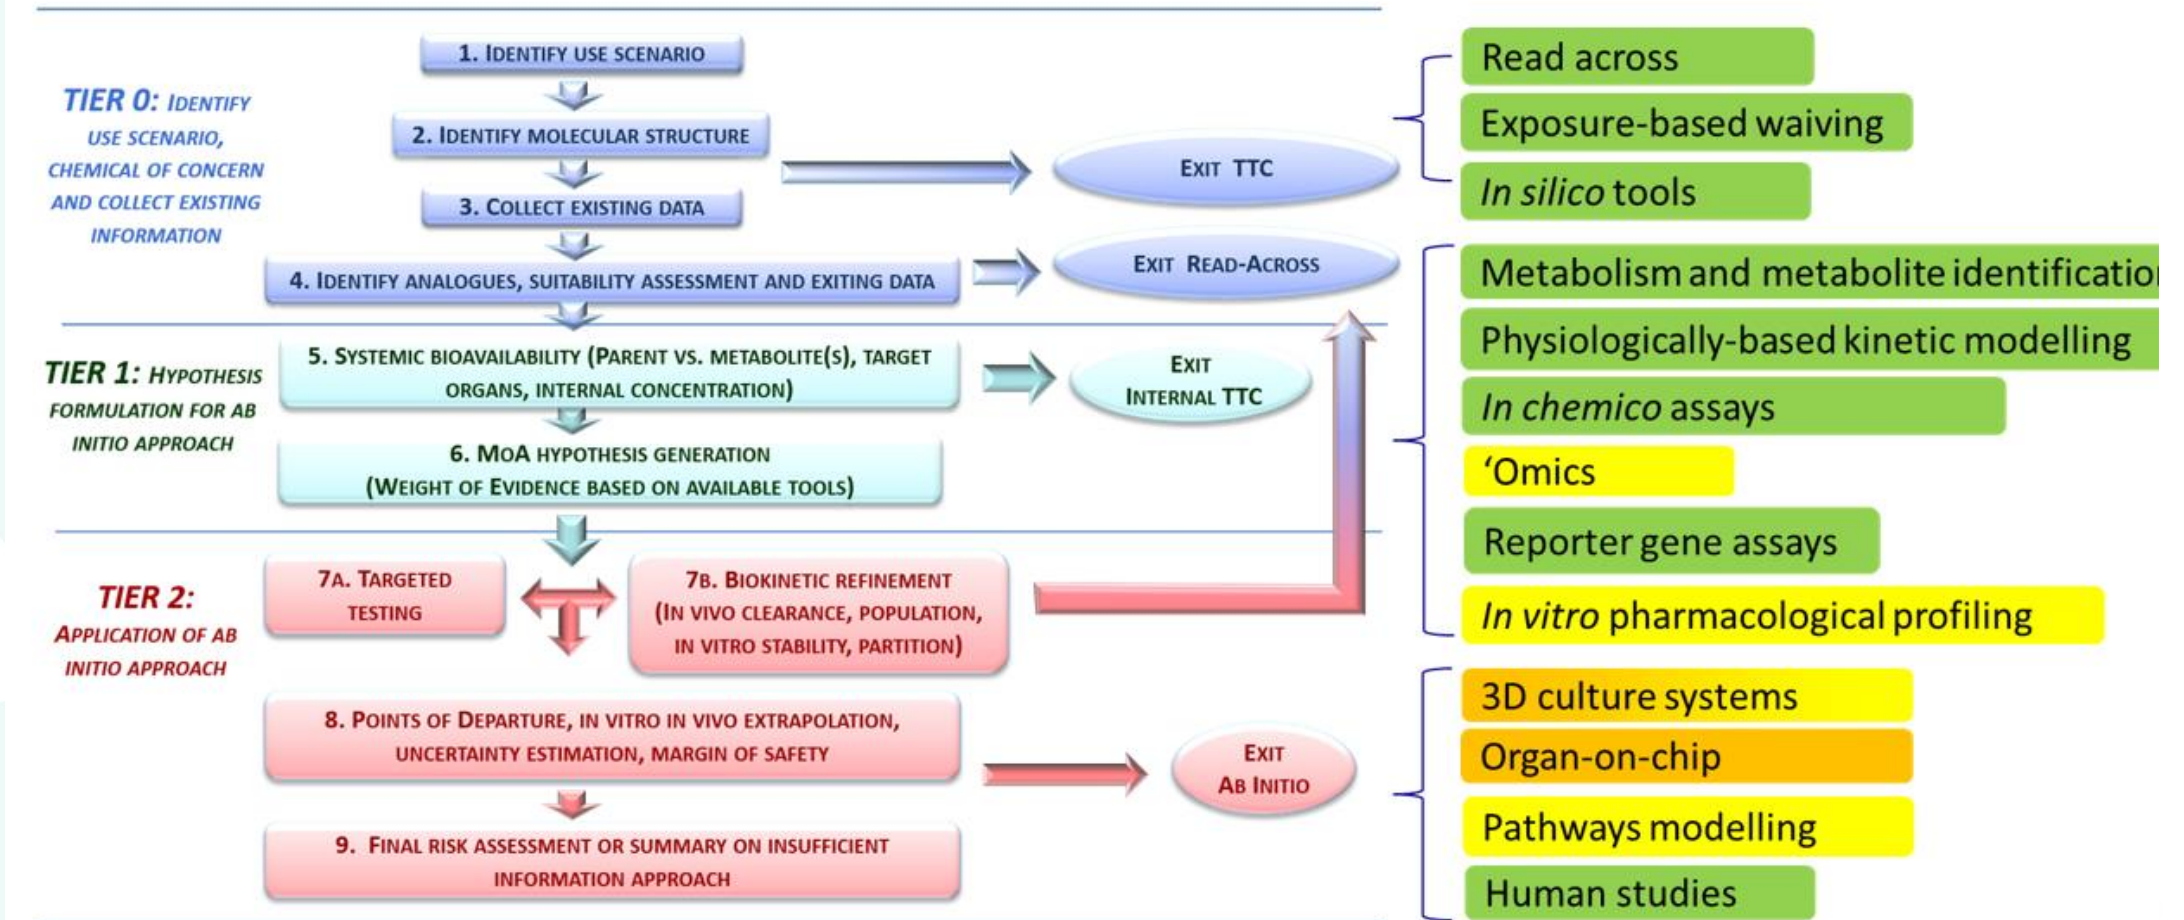 1. IDENTIFY USE SCENARIO
TIER 0: IDENTIFY
USE SCENARIO,
CHEMICAL OF CONCERN
AND COLLECT EXISTING
INFORMATION
2. IDENTIFY MOLECULAR STRUCTURE
3. COLLECT EXISTING DATA
4. IDENTIFY ANALOGUES, SUITABILITY ASSESSMENT AND EXITING DATA
EXIT TTC
EXIT READ-ACROSS
TIER 1: HYPOTHESIS
FORMULATION FOR AB
INITIO APPROACH
5. SYSTEMIC BIOAVAILABILITY (PARENT VS. METABOLITE(S), TARGET
ORGANS, INTERNAL CONCENTRATION)
EXIT
INTERNAL TTC
6. MOA HYPOTHESIS GENERATION
(WEIGHT OF EVIDENCE BASED ON AVAILABLE TOOLS)
TIER 2:
APPLICATION OF AB
INITIO APPROACH
7A. TARGETED
TESTING
7B. BIOKINETIC REFINEMENT
(IN VIVO CLEARANCE, POPULATION,
IN VITRO STABILITY, PARTITION)
8. POINTS OF DEPARTURE, IN VITRO IN VIVO EXTRAPOLATION,
UNCERTAINTY ESTIMATION, MARGIN OF SAFETY
EXIT
AB INITIO
9. FINAL RISK ASSESSMENT OR SUMMARY ON INSUFFICIENT
INFORMATION APPROACH
Read across
Exposure-based waiving
In silico tools
Metabolism and metabolite identification
Physiologically-based kinetic modelling
In chemico assays
‘Omics
Reporter gene assays
In vitro pharmacological profiling
3D culture systems
Organ-on-chip
Pathways modelling
Human studies